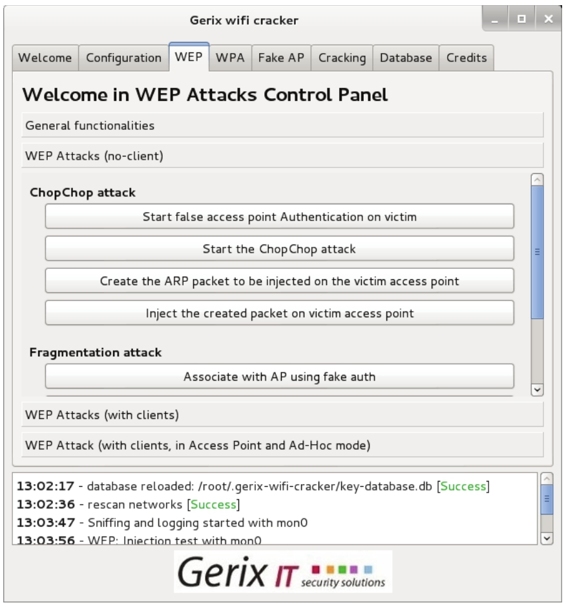 Gerix wifi cracker
Welcome Configuration WEP WPA Fake AP Cracking Database Credits
Welcome in WEP Attacks Control Panel
General functionalities
WEP Attacks (no-client)
ChopChop attack
Start false access point Authentication on victim
Start the ChopChop attack
Create the ARP packet to be injected on the victim access point
Inject the created packet on victim access point
Fragmentation attack
Associate with AP using fake auth
WEP Attacks (with clients)
WEP Attack (with clients, in Access Point and Ad-Hoc mode)
13:02:17 - database reloaded: /root/.gerix-wifi-cracker/key-database.db [Success]
13:02:36 - rescan networks [Success]
13:03:47 - Sniffing and logging started with mon0
13:03:56 - WEP: Injection test with mon0
Gerix IT security solutions